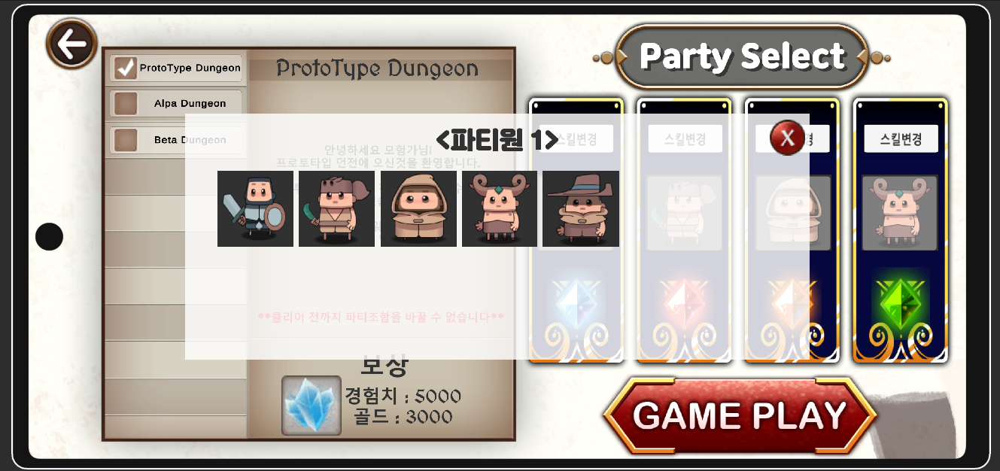 ProtoType Dungeon
Alpa Dungeon
Beta Dungeon
ProtoType Dungeon
Party Select
<파티원 1>
안녕하세요 모험가님!
프로토타입 던전에 오신것을 환영합니다.
스킬변경
스킬변경
X
스킬변경
**클리어 전까지 파티조합을 바꿀 수 없습니다**
보상
경험치 : 5000
골드 : 3000
GAME PLAY